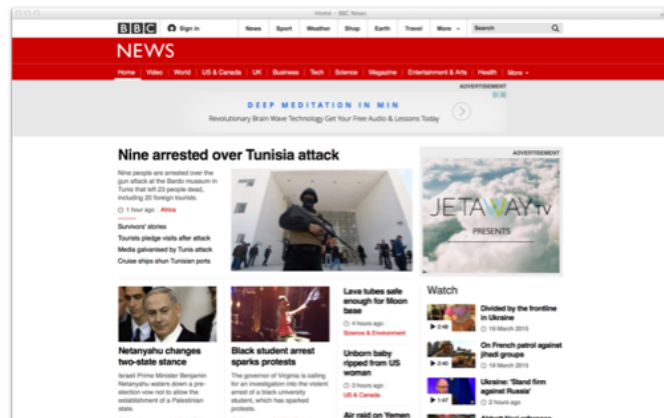 Home - BBC News
BBC Sign in News Sport Weather Shop Earth Travel More Search
NEWS
Home Video World US & Canada UK Business Tech Science Magazine Entertainment & Arts Health More
ADVERTISEMENT
DEEP MEDITATION IN MIN
Revolutionary Brain Wave Technology Get Your Free Audio & Lessons Today
Nine arrested over Tunisia attack
Nine people are arrested over the
gun attack at the Bardo museum in
Tunis that left 23 people dead,
including 20 foreign tourists.
1 hour ago Africa
Survivors' stories
Tourists pledge visits after attack
Media galvanised by Tunis attack
Cruise ships shun Tunisian ports
ADVERTISEMENT
JETAWAY TV
PRESENTS
Netanyahu changes
two-state stance
Israeli Prime Minister Benjamin
Netanyahu waters down a pre-
election vow not to allow the
establishment of a Palestinian
state.
Black student arrest
sparks protests
The governor of Virginia is calling
for an investigation into the violent
arrest of a black university
student, which has sparked
protests.
Lava tubes safe
enough for Moon
base
4 hours ago
Science & Environment
Unborn baby
ripped from US
woman
3 hours ago
US & Canada
Air raid on Yemen
Watch
2:46
Divided by the frontline
in Ukraine
19 March 2015
2:40
On French patrol against
jihadi groups
19 March 2015
1:47
Ukraine: 'Stand firm
against Russia'
2 hours ago